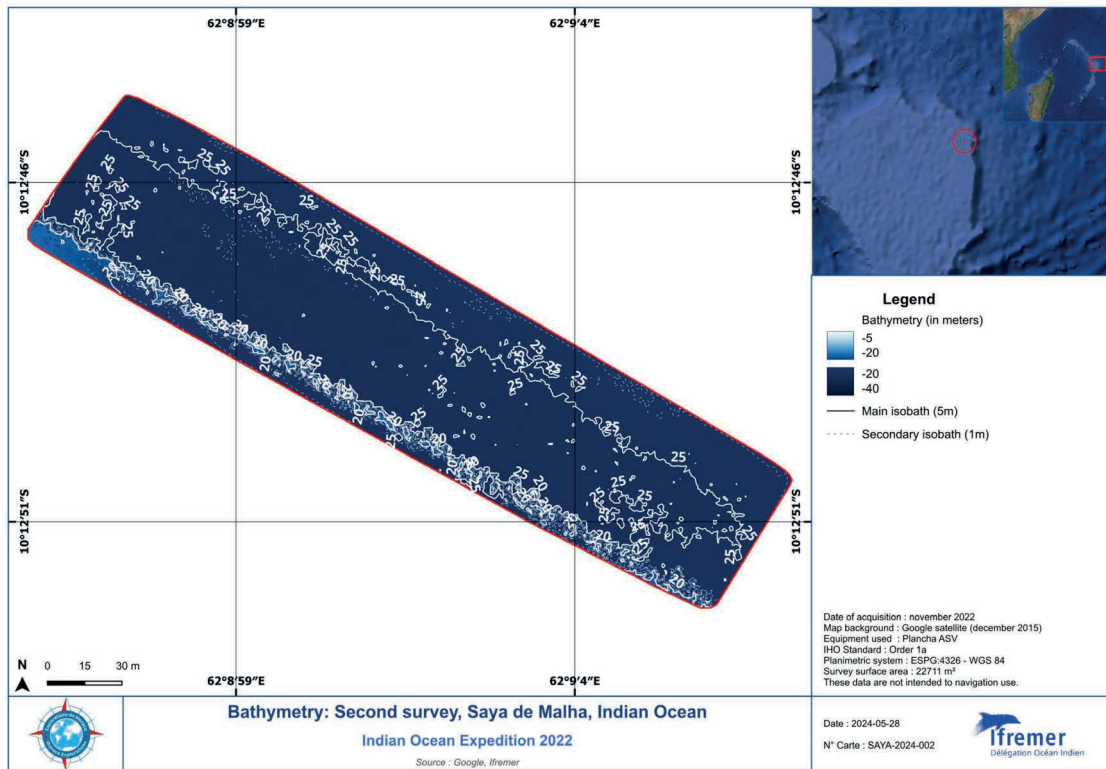 62°8'59"E
62°9'4"E
10°12'46"S
10°12'46"S
10°12'51"S
10°12'51"S
25
20
N
0 15 30 m
62°8'59"E
62°9'4"E
Legend
Bathymetry (in meters)
-5
-20
-20
-40
Main isobath (5m)
Secondary isobath (1m)
Date of acquisition : november 2022
Map background : Google satellite (december 2015)
Equipment used : Plancha ASV
IHO Standard : Order 1a
Planimetric system : ESPG:4326 - WGS 84
Survey surface area : 22711 m²
These data are not intended to navigation use.
Bathymetry: Second survey, Saya de Malha, Indian Ocean
Indian Ocean Expedition 2022
Source : Google, Ifremer
Date : 2024-05-28
N° Carte : SAYA-2024-002
Ifremer
Délégation Océan Indien